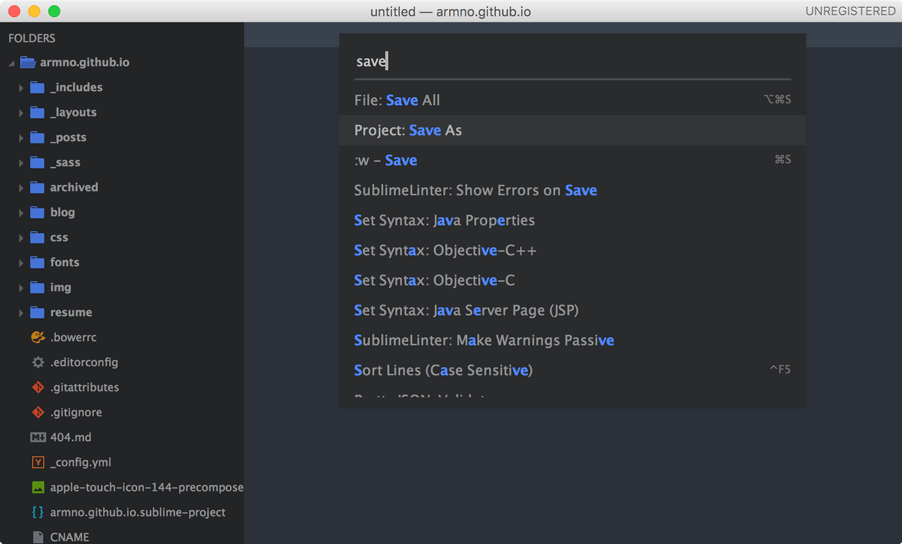 untitled — armno.github.io
UNREGISTERED
FOLDERS
armno.github.io
_includes
_layouts
_posts
_sass
archived
blog
css
fonts
img
resume
.bowerrc
.editorconfig
.gitattributes
.gitignore
404.md
_config.yml
apple-touch-icon-144-precompose
armno.github.io.sublime-project
CNAME
save
File: Save All ⌥⌘S
Project: Save As
:w – Save ⌘S
SublimeLinter: Show Errors on Save
Set Syntax: Java Properties
Set Syntax: Objective-C++
Set Syntax: Objective-C
Set Syntax: Java Server Page (JSP)
SublimeLinter: Make Warnings Passive
Sort Lines (Case Sensitive) ^F5